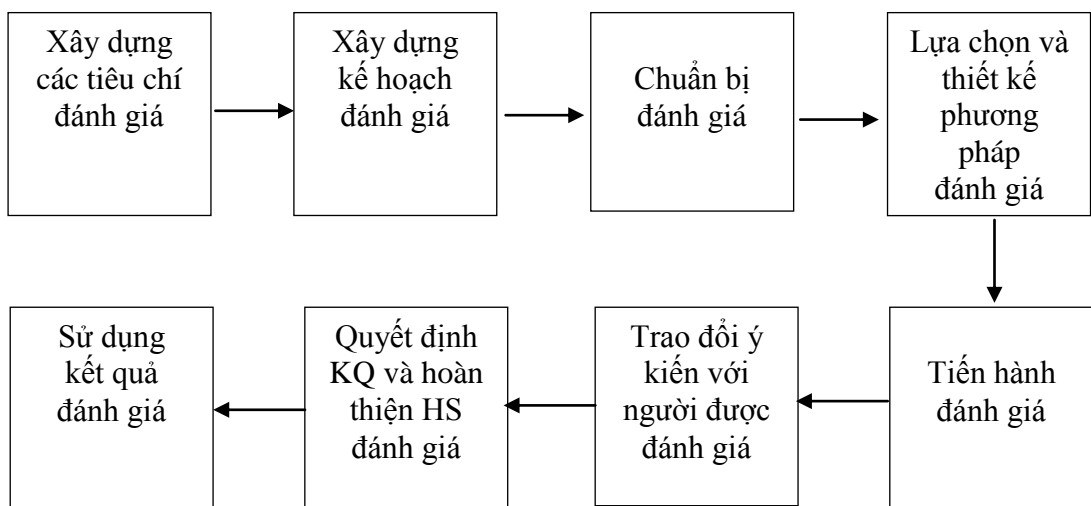 Xây dựng
các tiêu chí
đánh giá
Xây dựng
kế hoạch
đánh giá
Chuẩn bị
đánh giá
Lựa chọn và
thiết kế
phương
pháp
đánh giá
Tiến hành
đánh giá
Trao đổi ý
kiến với
người được
đánh giá
Quyết định
KQ và hoàn
thiện HS
đánh giá
Sử dụng
kết quả
đánh giá